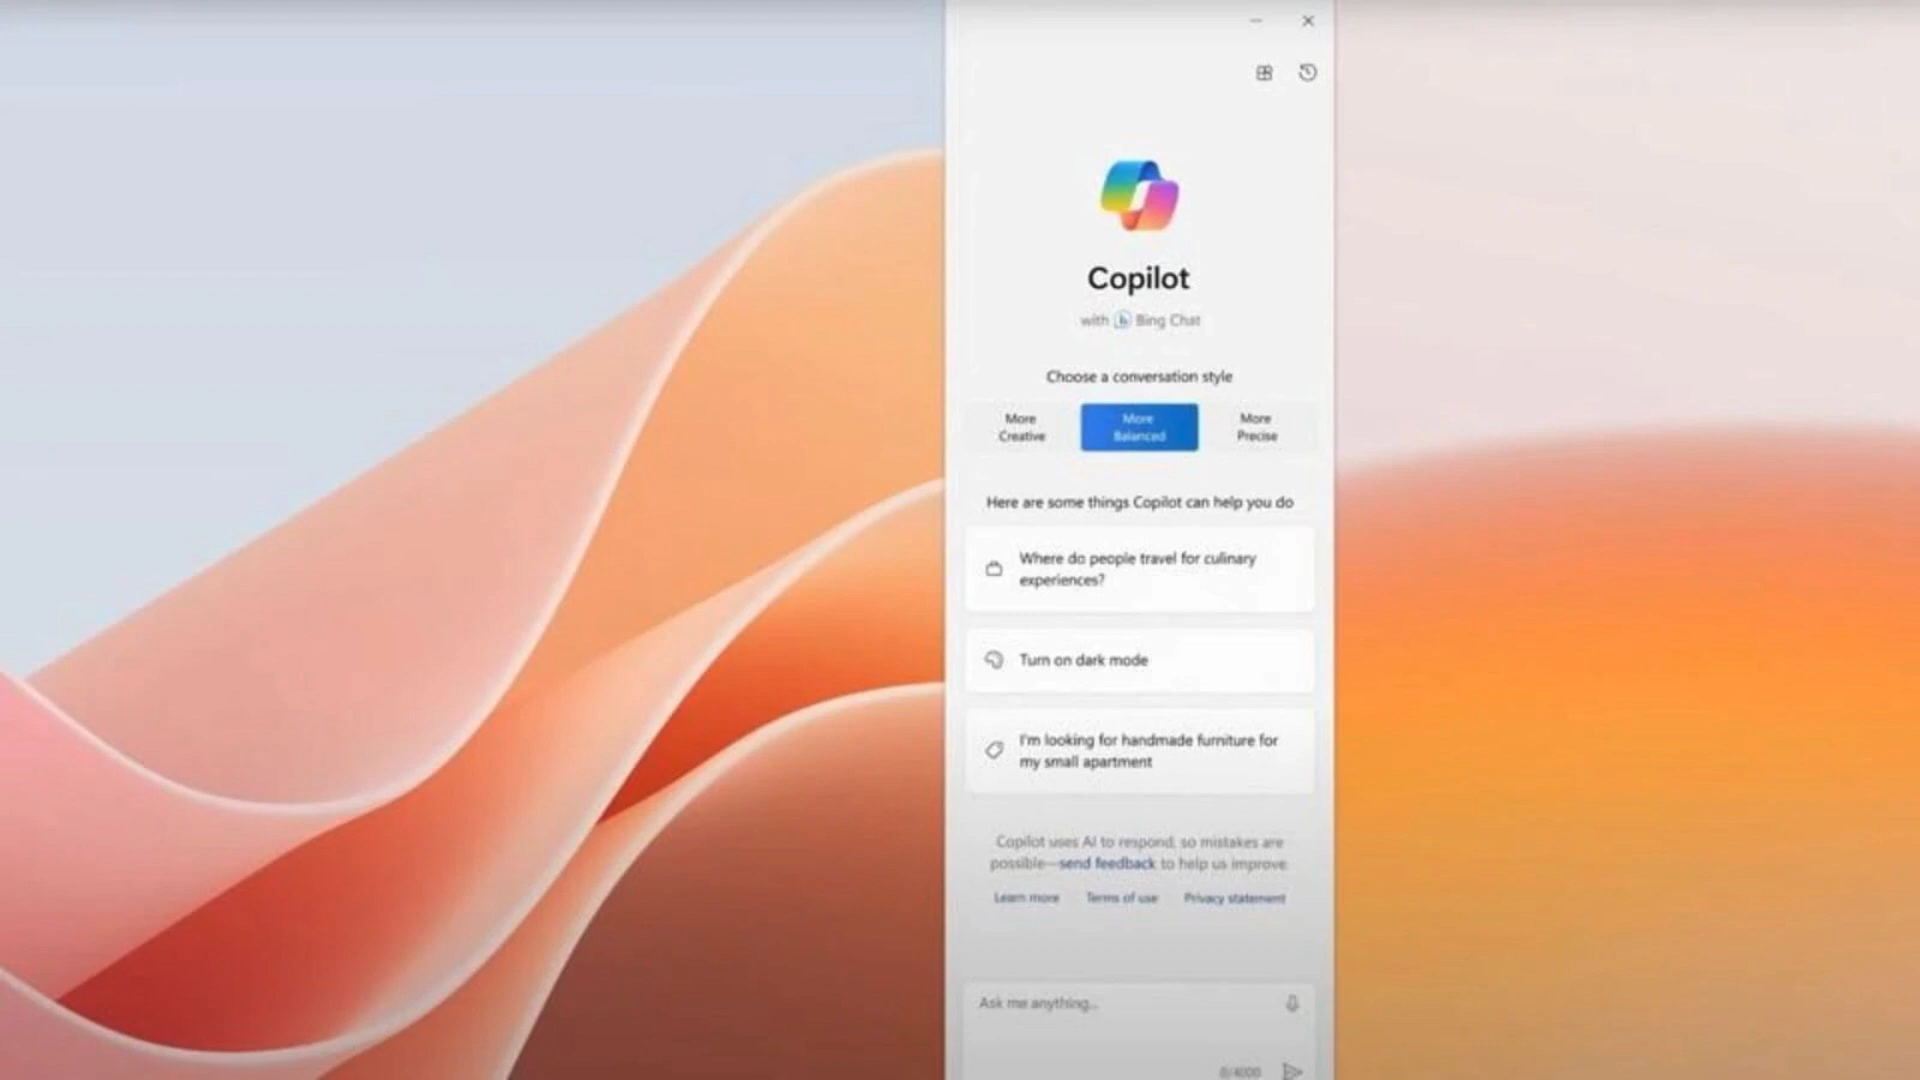 Copilot
with Bing Chat
Choose a conversation style
More
Creative
More
Balanced
More
Precise
Here are some things Copilot can help you do
Where do people travel for culinary
experiences?
Turn on dark mode
I'm looking for handmade furniture for
my small apartment
Copilot uses AI to respond, so mistakes are
possible—send feedback to help us improve.
Learn more Terms of use Privacy statement
Ask me anything...
0/4000